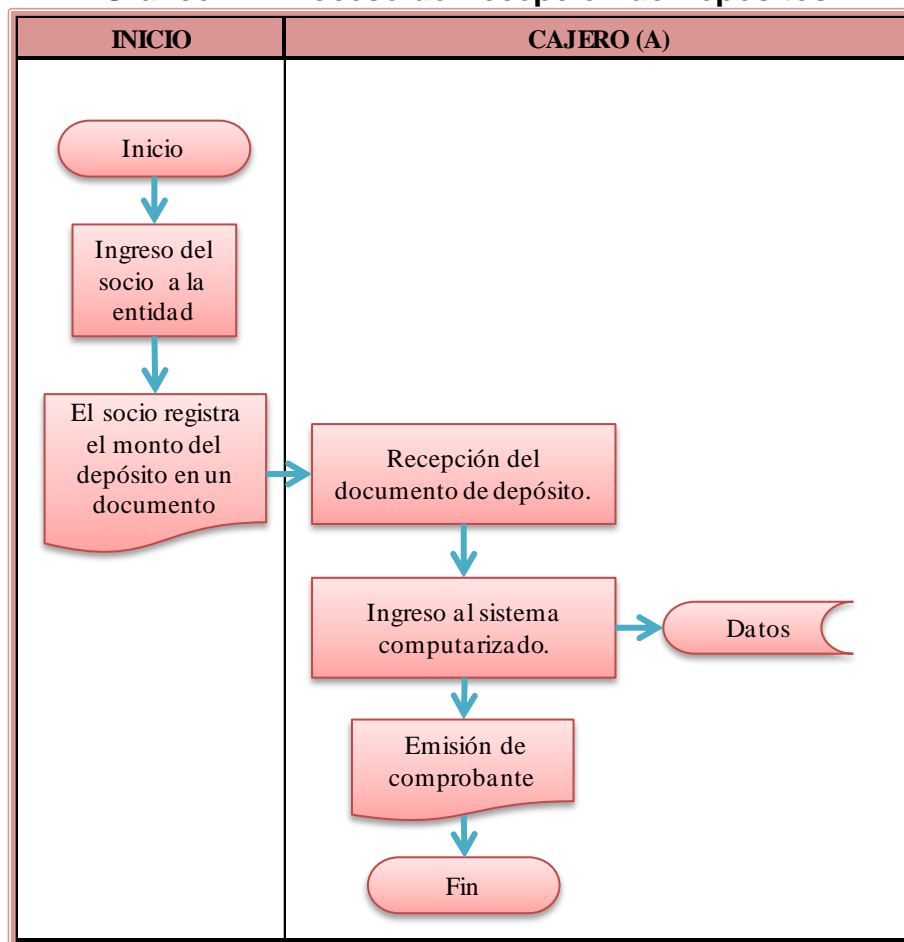 INICIO
CAJERO (A)
Inicio
Ingreso del
socio a la
entidad
El socio registra
el monto del
depósito en un
documento
Recepción del
documento de depósito.
Ingreso al sistema
computarizado.
Datos
Emisión de
comprobante
Fin